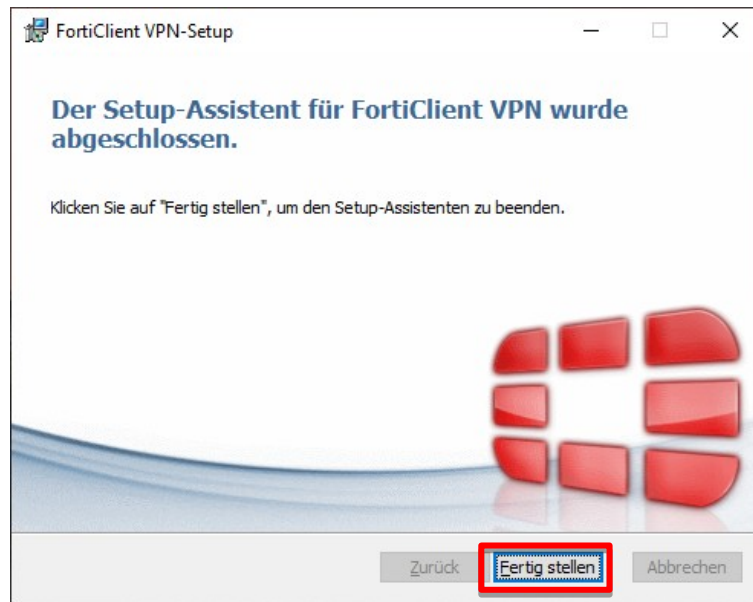 FortiClient VPN-Setup
Der Setup-Assistent für FortiClient VPN wurde
abgeschlossen.
Klicken Sie auf "Fertig stellen", um den Setup-Assistenten zu beenden.
Zurück Fertig stellen Abbrechen